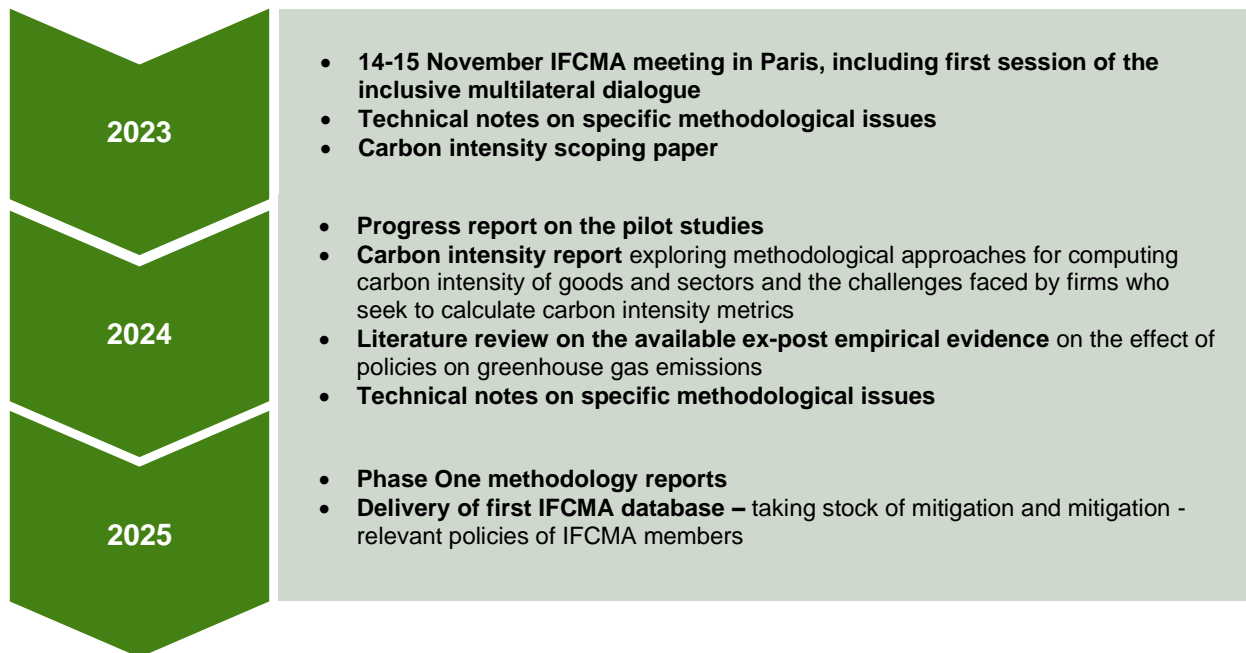 2023
• 14-15 November IFCMA meeting in Paris, including first session of the
inclusive multilateral dialogue
• Technical notes on specific methodological issues
• Carbon intensity scoping paper
2024
• Progress report on the pilot studies
• Carbon intensity report exploring methodological approaches for computing
carbon intensity of goods and sectors and the challenges faced by firms who
seek to calculate carbon intensity metrics
• Literature review on the available ex-post empirical evidence on the effect of
policies on greenhouse gas emissions
• Technical notes on specific methodological issues
2025
• Phase One methodology reports
• Delivery of first IFCMA database – taking stock of mitigation and mitigation -
relevant policies of IFCMA members